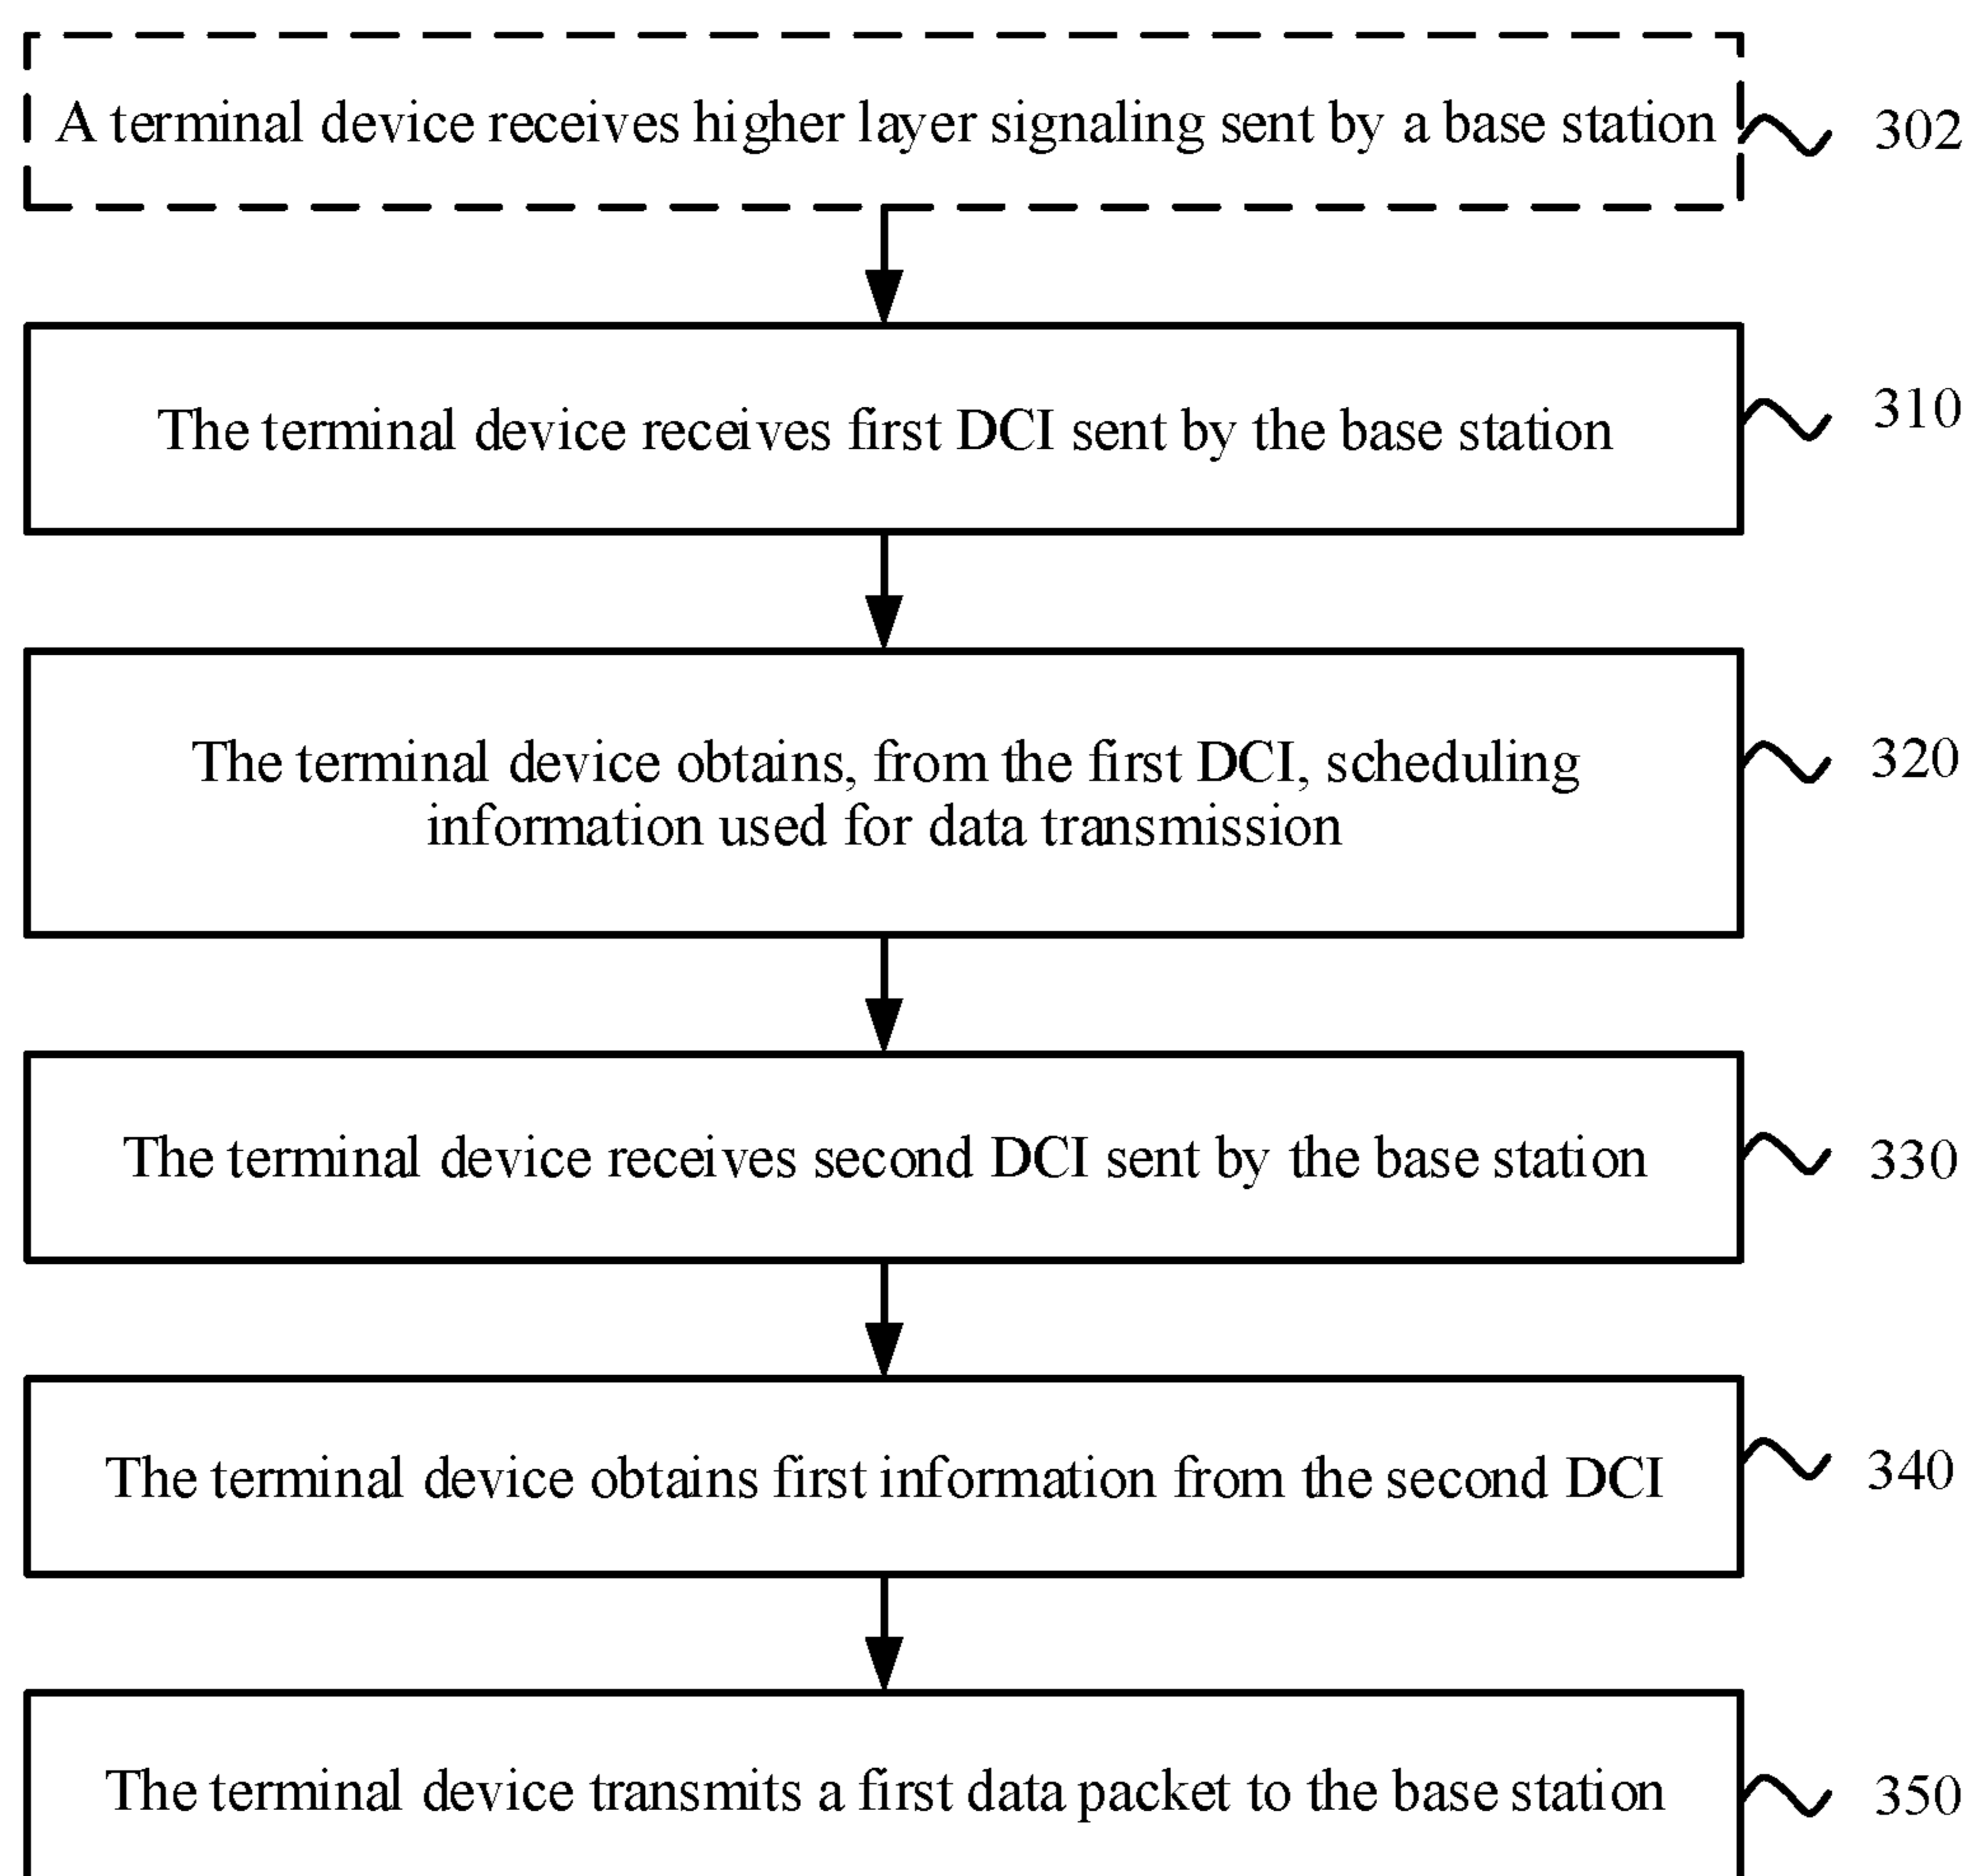 A terminal device receives higher layer signaling sent by a base station
302
The terminal device receives first DCI sent by the base station
310
The terminal device obtains, from the first DCI, scheduling
information used for data transmission
320
The terminal device receives second DCI sent by the base station
330
The terminal device obtains first information from the second DCI
340
The terminal device transmits a first data packet to the base station
350